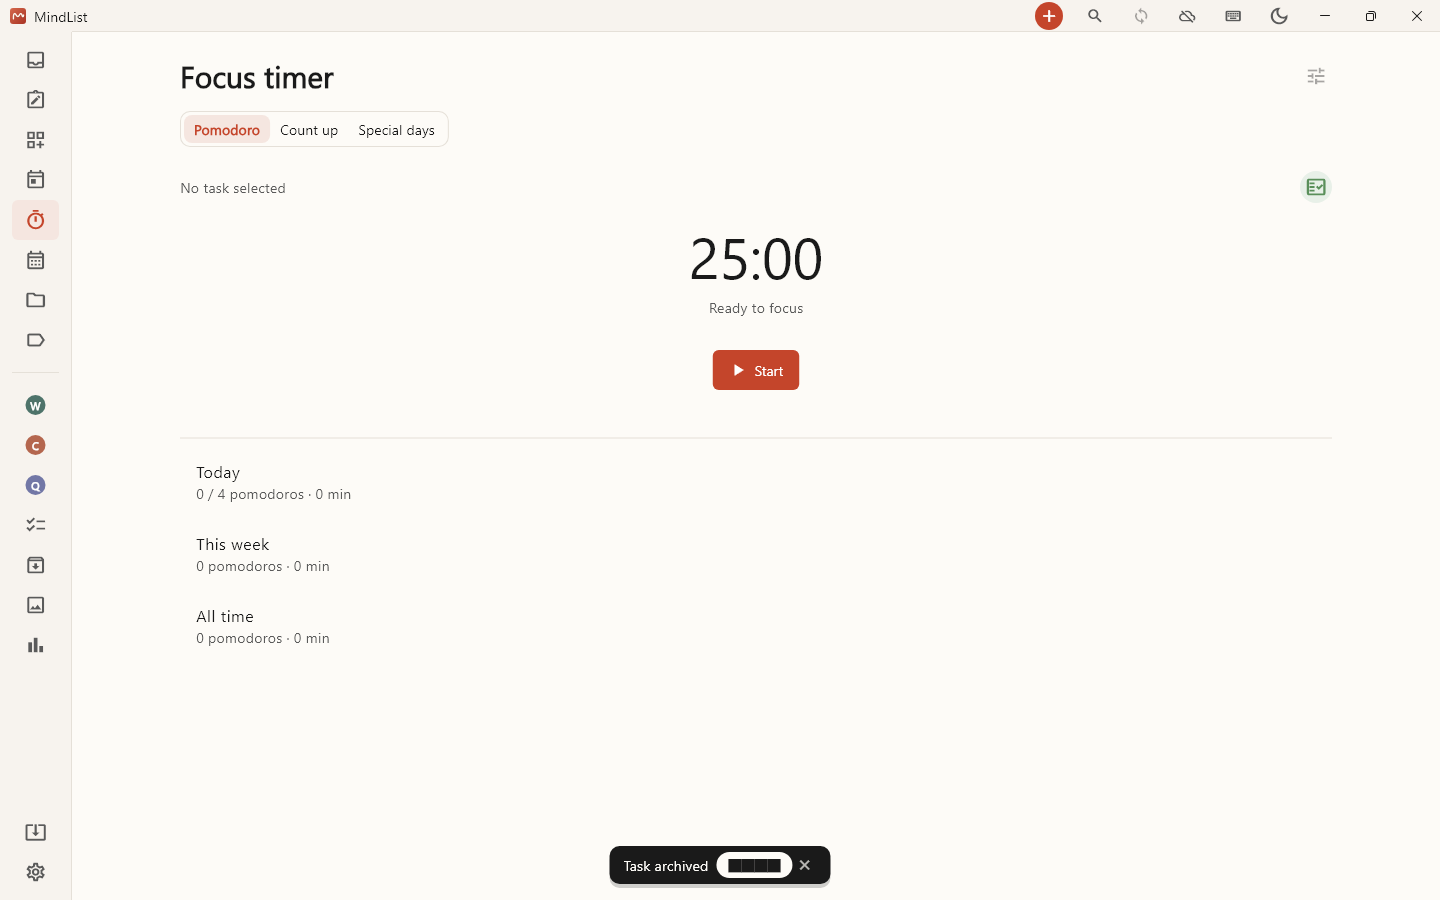 MindList
Focus timer
Pomodoro
Count up
Special days
No task selected
25:00
Ready to focus
Start
W
C
Q
Today
0 / 4 pomodoros · 0 min
This week
0 pomodoros · 0 min
All time
0 pomodoros · 0 min
Task archived